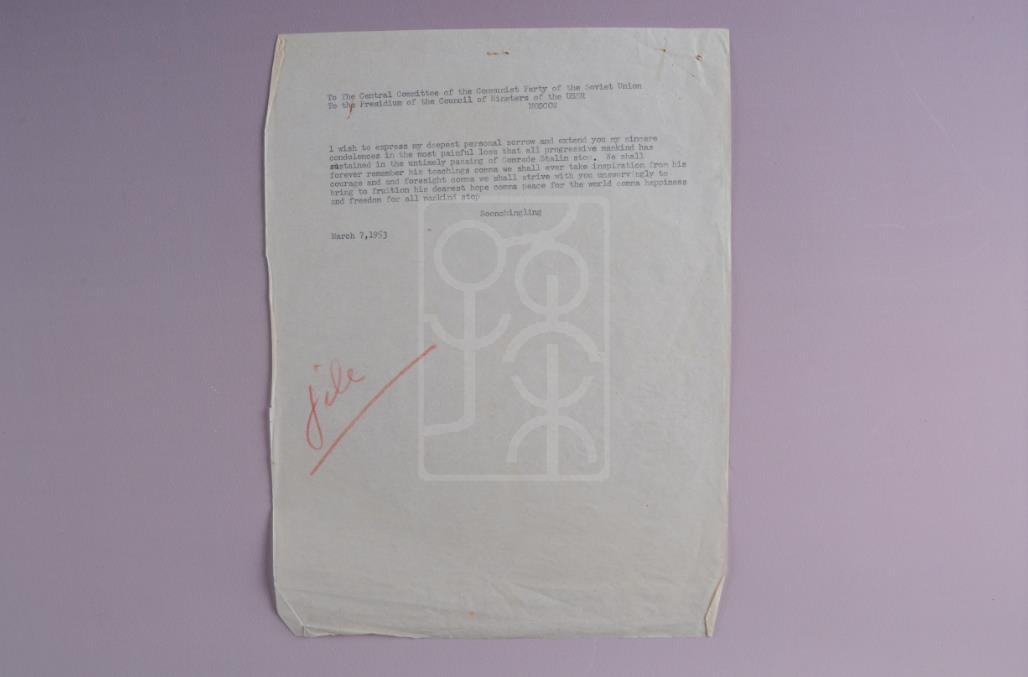 To The Central Committee of the Communist Party of the Soviet Union
To the Presidium of the Council of Minsters of the USSR
MOSCOW
I wish to express my deepest personal sorrow and extend you my sincere
condolences in the most painful loss that all progressive mankind has
sustained in the untimely passing of Comrade Stalin stop. We shall
forever remember his teachings comma we shall ever take inspiration from his
courage and and foresight comma we shall strive with you unswervingly to
bring to fruition his dearest hope comma peace for the world comma happiness
and freedom for all mankind stop
Soongchingling
March 7,1953
file